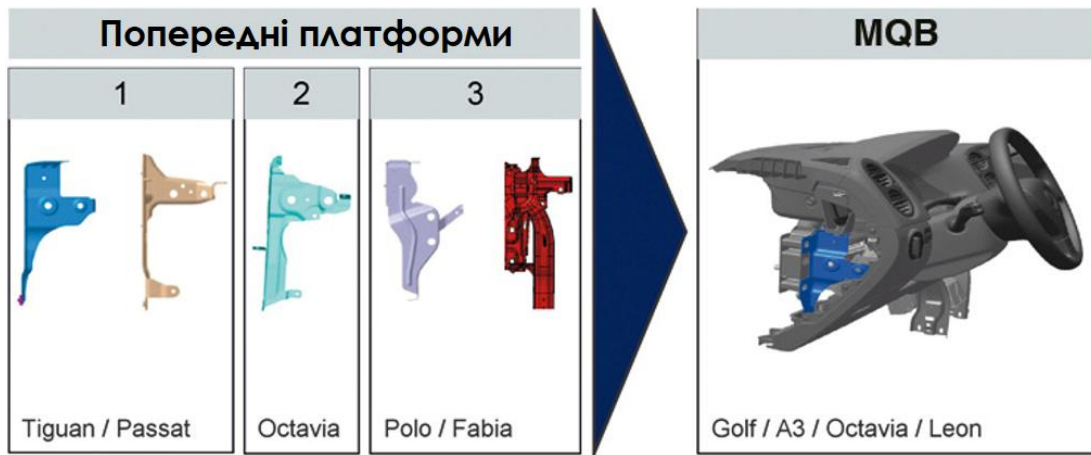 Попередні платформи
MQB
1
2
3
Tiguan / Passat
Octavia
Polo / Fabia
Golf / A3 / Octavia / Leon